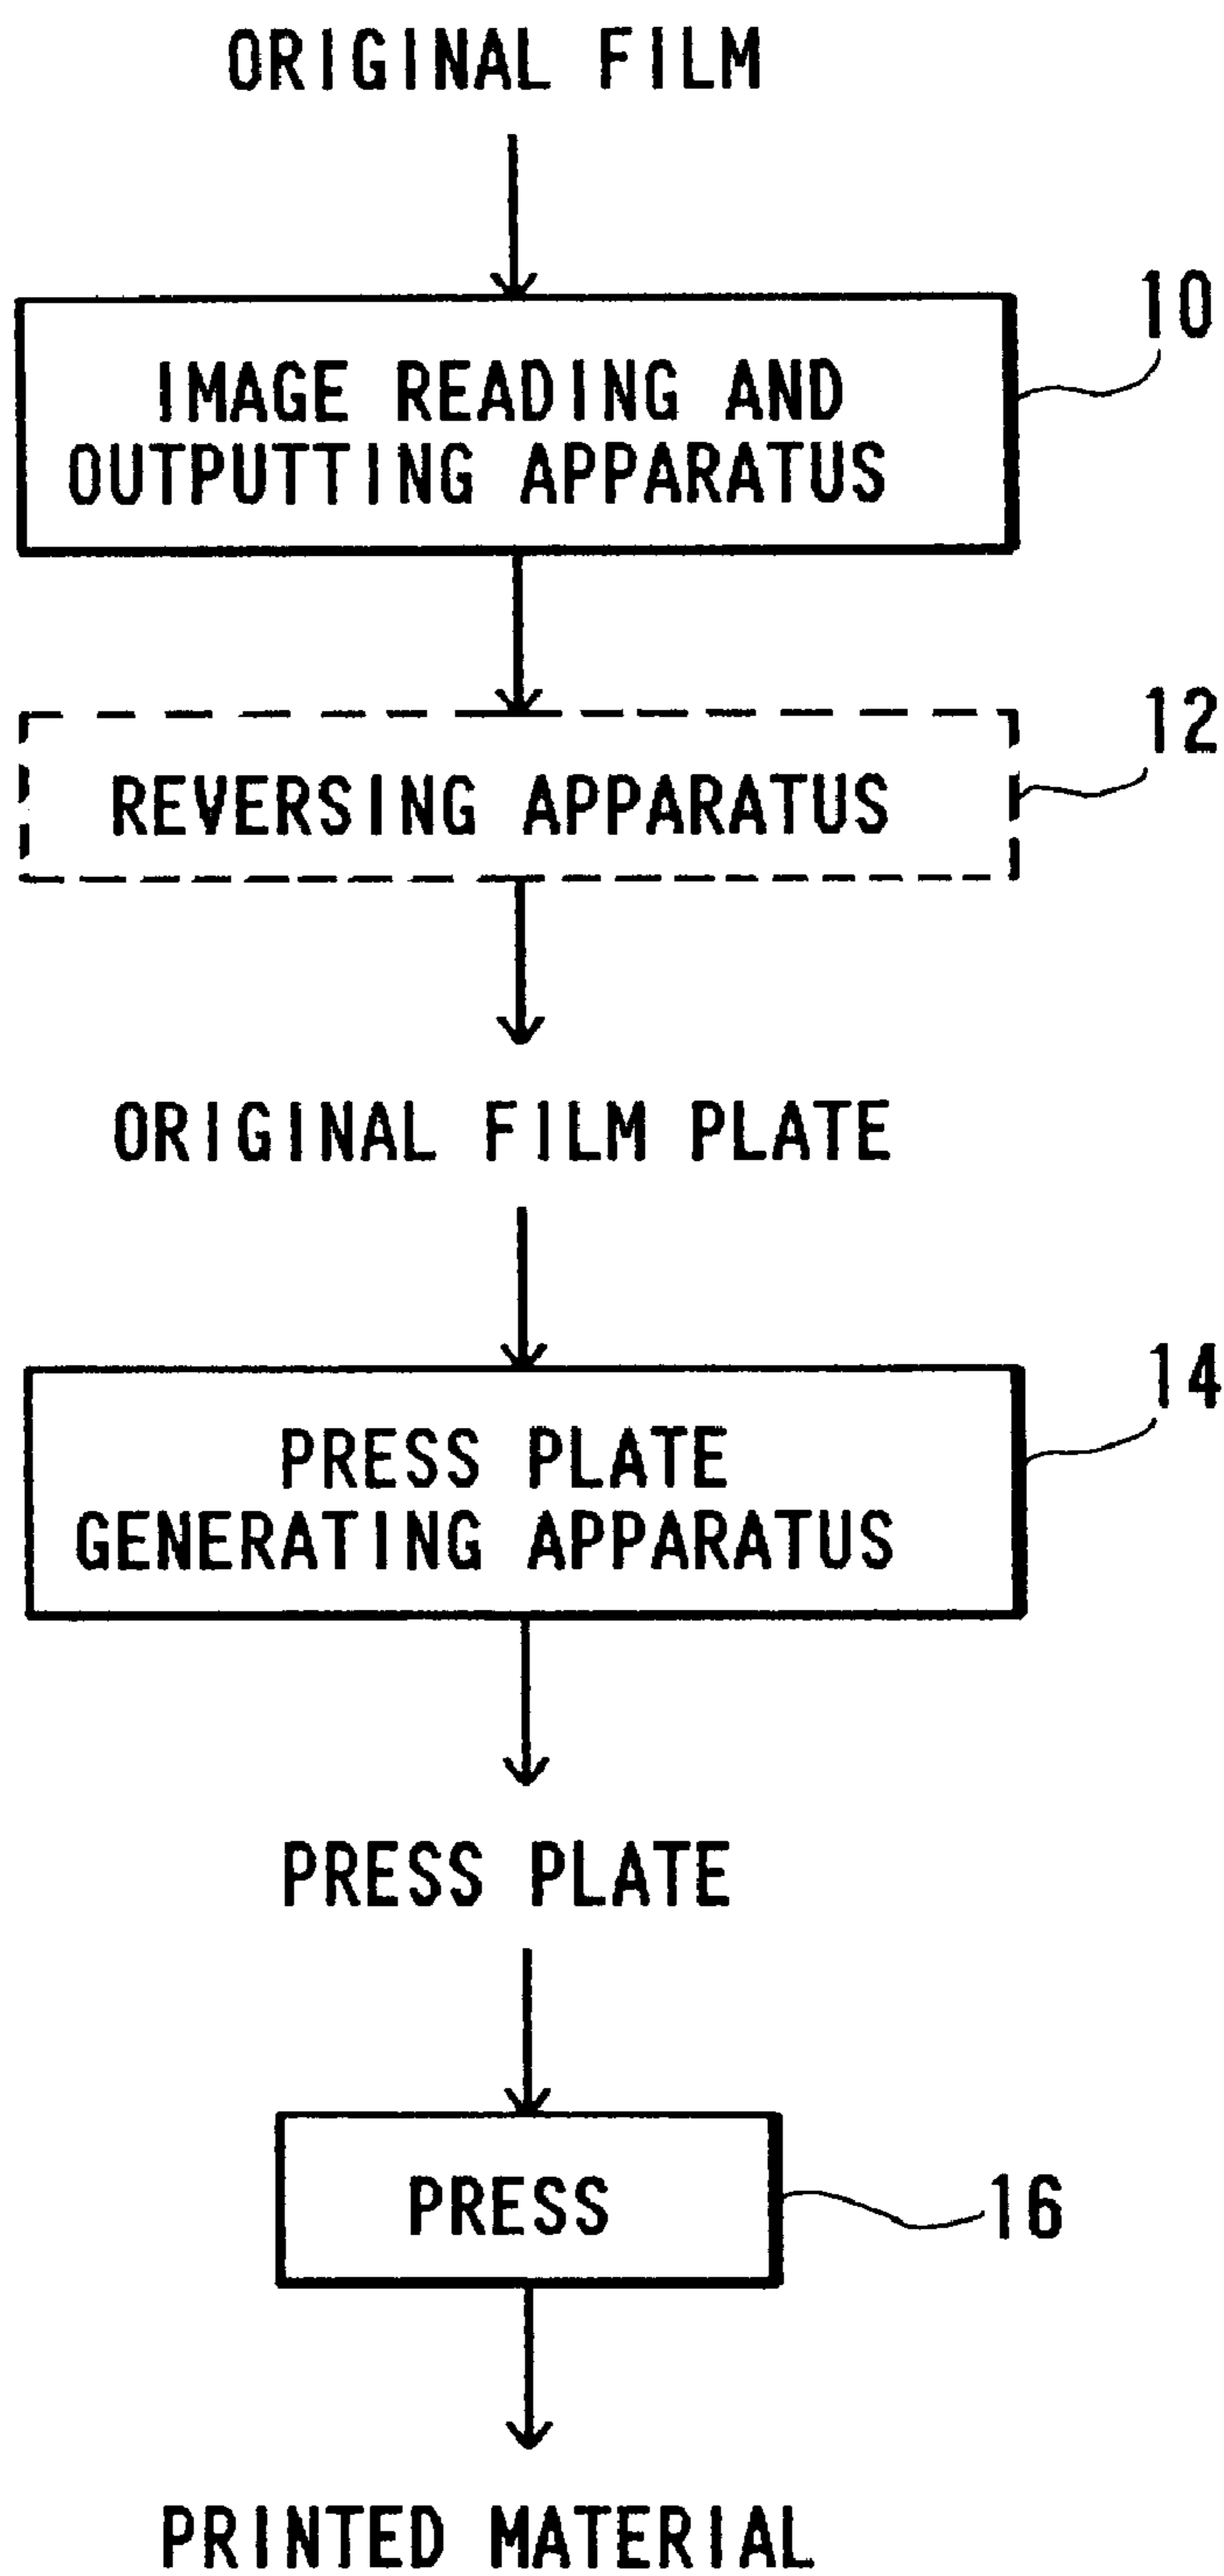 ORIGINAL FILM
10
IMAGE READING AND
OUTPUTTING APPARATUS
12
REVERSING APPARATUS
ORIGINAL FILM PLATE
14
PRESS PLATE
GENERATING APPARATUS
PRESS PLATE
PRESS
16
PRINTED MATERIAL